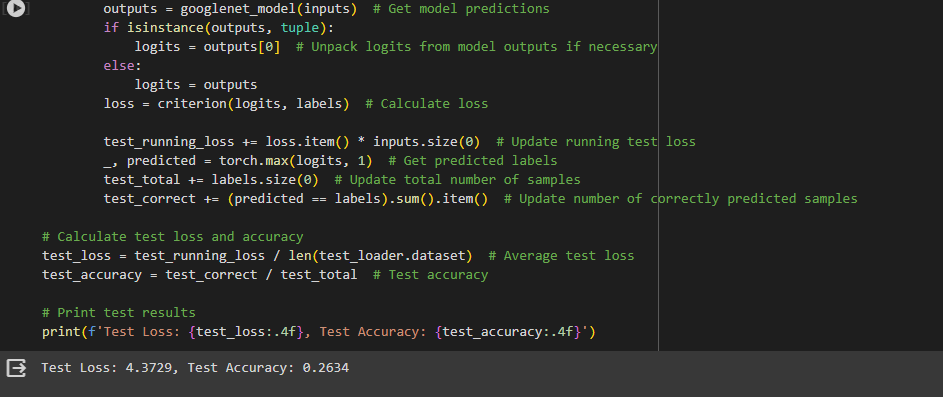 outputs = googlenet_model(inputs)  # Get model predictions
if isinstance(outputs, tuple):
    logits = outputs[0]  # Unpack logits from model outputs if necessary
else:
    logits = outputs
loss = criterion(logits, labels)  # Calculate loss
test_running_loss += loss.item() * inputs.size(0)  # Update running test loss
_, predicted = torch.max(logits, 1)  # Get predicted labels
test_total += labels.size(0)  # Update total number of samples
test_correct += (predicted == labels).sum().item()  # Update number of correctly predicted samples
# Calculate test loss and accuracy
test_loss = test_running_loss / len(test_loader.dataset)  # Average test loss
test_accuracy = test_correct / test_total  # Test accuracy
# Print test results
print(f'Test Loss: {test_loss:.4f}, Test Accuracy: {test_accuracy:.4f}')
Test Loss: 4.3729, Test Accuracy: 0.2634